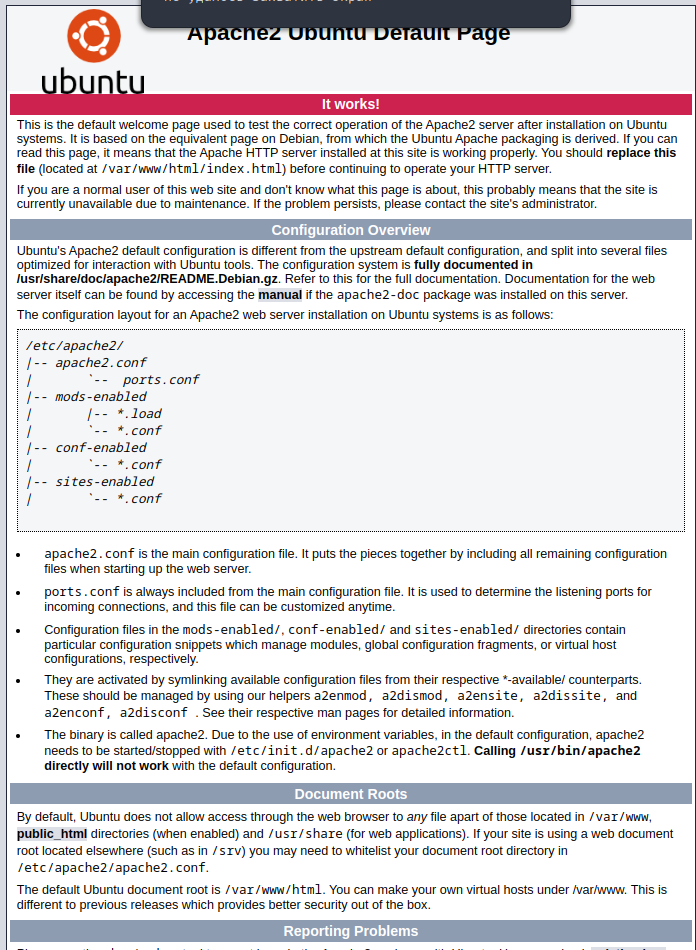 Apache2 Ubuntu Default Page
ubuntu
It works!
This is the default welcome page used to test the correct operation of the Apache2 server after installation on Ubuntu
systems. It is based on the equivalent page on Debian, from which the Ubuntu Apache packaging is derived. If you can
read this page, it means that the Apache HTTP server installed at this site is working properly. You should replace this
file (located at /var/www/html/index.html) before continuing to operate your HTTP server.
If you are a normal user of this web site and don't know what this page is about, this probably means that the site is
currently unavailable due to maintenance. If the problem persists, please contact the site's administrator.
Configuration Overview
Ubuntu's Apache2 default configuration is different from the upstream default configuration, and split into several files
optimized for interaction with Ubuntu tools. The configuration system is fully documented in
/usr/share/doc/apache2/README.Debian.gz. Refer to this for the full documentation. Documentation for the web
server itself can be found by accessing the manual if the apache2-doc package was installed on this server.
The configuration layout for an Apache2 web server installation on Ubuntu systems is as follows:
/etc/apache2/
|-- apache2.conf
|       `--  ports.conf
|-- mods-enabled
|       |-- *.load
|       `-- *.conf
|-- conf-enabled
|       `-- *.conf
|-- sites-enabled
|       `-- *.conf
• apache2.conf is the main configuration file. It puts the pieces together by including all remaining configuration
files when starting up the web server.
• ports.conf is always included from the main configuration file. It is used to determine the listening ports for
incoming connections, and this file can be customized anytime.
• Configuration files in the mods-enabled/, conf-enabled/ and sites-enabled/ directories contain
particular configuration snippets which manage modules, global configuration fragments, or virtual host
configurations, respectively.
• They are activated by symlinking available configuration files from their respective *-available/ counterparts.
These should be managed by using our helpers a2enmod, a2dismod, a2ensite, a2dissite, and
a2enconf, a2disconf . See their respective man pages for detailed information.
• The binary is called apache2. Due to the use of environment variables, in the default configuration, apache2
needs to be started/stopped with /etc/init.d/apache2 or apache2ctl. Calling /usr/bin/apache2
directly will not work with the default configuration.
Document Roots
By default, Ubuntu does not allow access through the web browser to any file apart of those located in /var/www,
public_html directories (when enabled) and /usr/share (for web applications). If your site is using a web document
root located elsewhere (such as in /srv) you may need to whitelist your document root directory in
/etc/apache2/apache2.conf.
The default Ubuntu document root is /var/www/html. You can make your own virtual hosts under /var/www. This is
different to previous releases which provides better security out of the box.
Reporting Problems